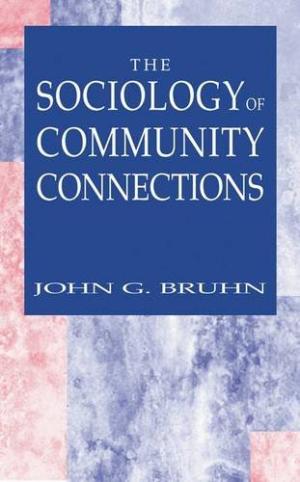 THE
SOCIOLOGY OF
COMMUNITY
CONNECTIONS
JOHN G. BRUHN